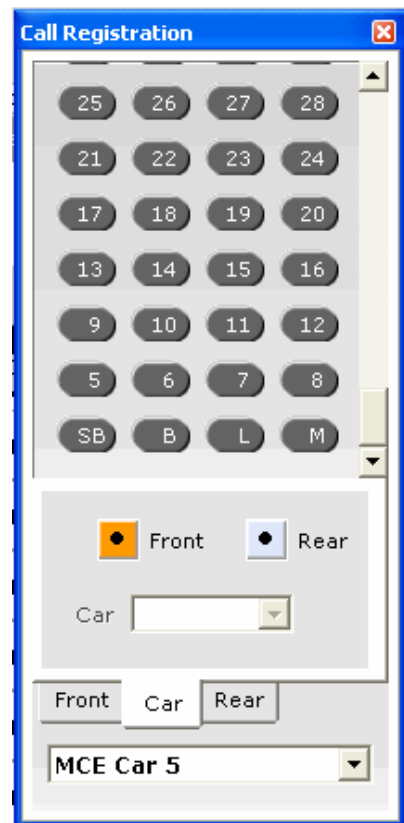 Call Registration
25 26 27 28
21 22 23 24
17 18 19 20
13 14 15 16
9 10 11 12
5 6 7 8
SB B L M
Front Rear
Car
Front Car Rear
MCE Car 5